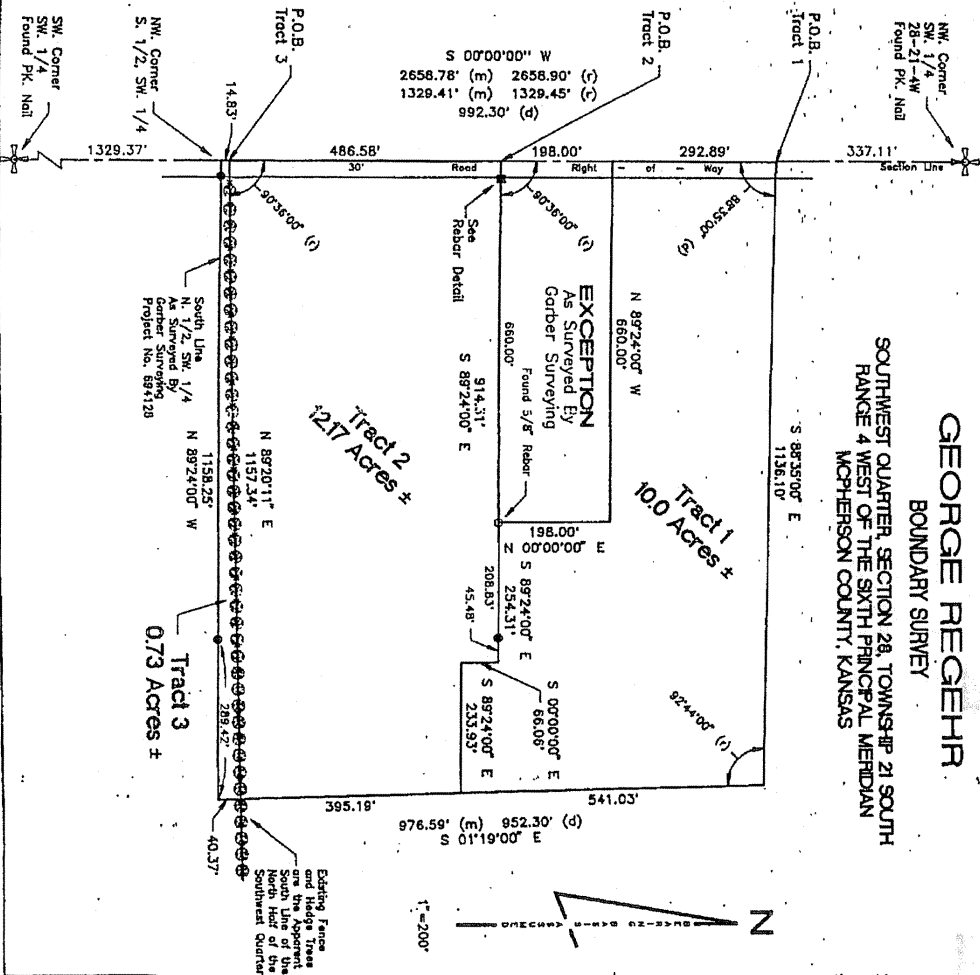 GEORGE REGEHR
BOUNDARY SURVEY
SOUTHWEST QUARTER, SECTION 28, TOWNSHIP 21 SOUTH
RANGE 4 WEST OF THE SIXTH PRINCIPAL MERIDIAN
MCPHERSON COUNTY, KANSAS
NW. Corner
SW. 1/4
28-21-4W
Found PK. Nail
P.O.B.
Tract 1
P.O.B.
Tract 2
S 00°00'00" W
2658.78' (m) 2658.90' (r)
1329.41' (m) 1329.45' (r)
992.30' (d)
P.O.B.
Tract 3
NW. Corner
S. 1/2, SW. 1/4
SW. Corner
SW. 1/4
Found PK. Nail
14.83'
1329.37'
486.58'
198.00'
292.89'
337.11'
30' Road Right - of - Way
Section Line
90°36'00" (r)
90°36'00" (r)
88°35'00" (d)
See
Rebar Detail
EXCEPTION
As Surveyed By
Garber Surveying
N 89°24'00" W
660.00'
660.00'
Found 5/8" Rebar
914.31'
S 89°24'00" E
S 88°35'00" E
1136.10'
Tract 1
10.0 Acres ±
198.00'
N 00°00'00" E
S 89°24'00" E
254.31'
208.83'
45.48'
S 00°00'00" E
66.06'
S 89°24'00" E
233.93'
92°44'00" (r)
Tract 2
12.17 Acres ±
South Line
N. 1/2, SW. 1/4
As Surveyed By
Garber Surveying
Project No. 694128
N 89°20'11" E
1157.34'
1158.25'
N 89°24'00" W
Tract 3
0.73 Acres ±
289.42'
40.37'
395.19'
541.03'
976.59' (m) 952.30' (d)
S 01°19'00" E
Existing Fence
and Hedge Trees
are the Apparent
South Line of the
North Half of the
Southwest Quarter
N
BEARING BASIS ASSUMED
1"=200'